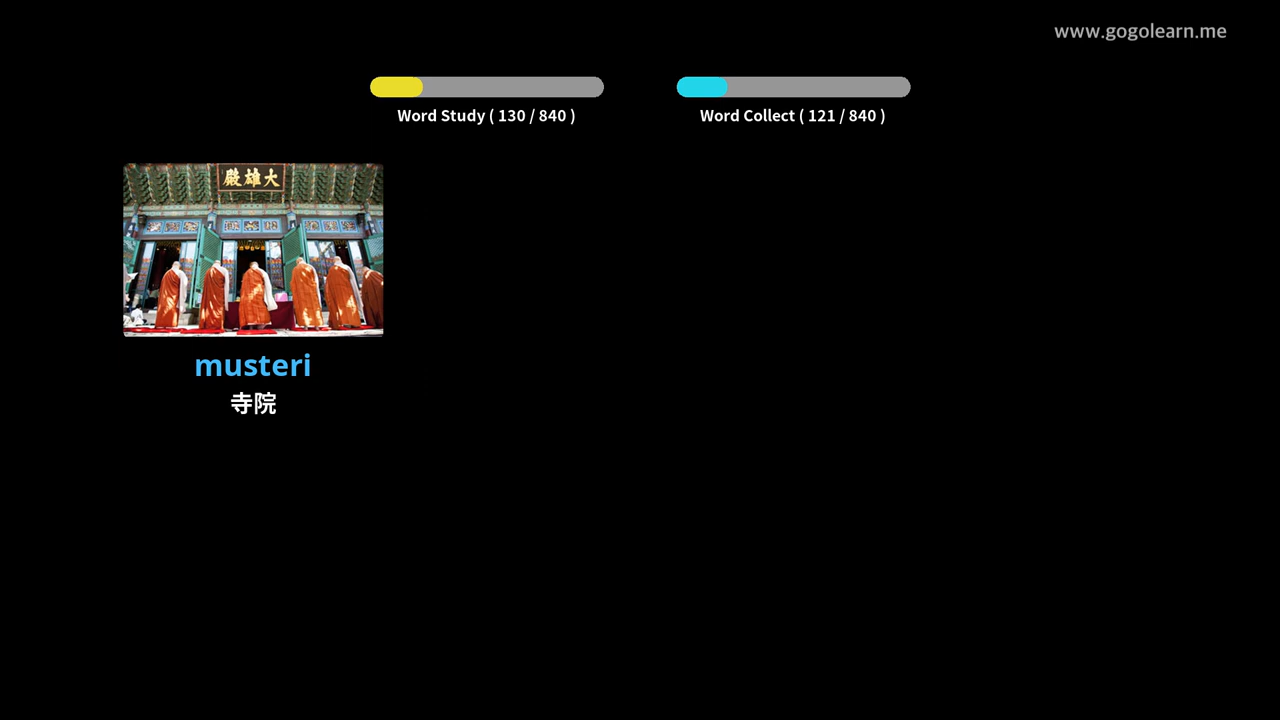 www.gogolearn.me
Word Study ( 130 / 840 )
Word Collect ( 121 / 840 )
殿雄大
musteri
寺院